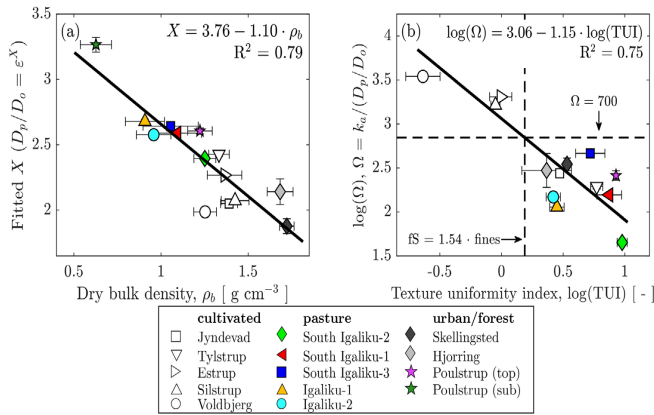 (a)
X = 3.76 − 1.10 · ρb
R² = 0.79
Fitted X (Dp/Do = εX)
3.5
3
2.5
2
0.5
1
1.5
Dry bulk density, ρb [ g cm⁻³ ]
(b)
log(Ω) = 3.06 − 1.15 · log(TUI)
R² = 0.75
log(Ω), Ω = ka/(Dp/Do)
4.5
4
3.5
3
2.5
2
1.5
Ω = 700
fS = 1.54 · fines
-0.5
0
0.5
1
Texture uniformity index, log(TUI) [ - ]
cultivated
Jyndevad
Tylstrup
Estrup
Silstrup
Voldbjerg
pasture
South Igaliku-2
South Igaliku-1
South Igaliku-3
Igaliku-1
Igaliku-2
urban/forest
Skellingsted
Hjorring
Poulstrup (top)
Poulstrup (sub)